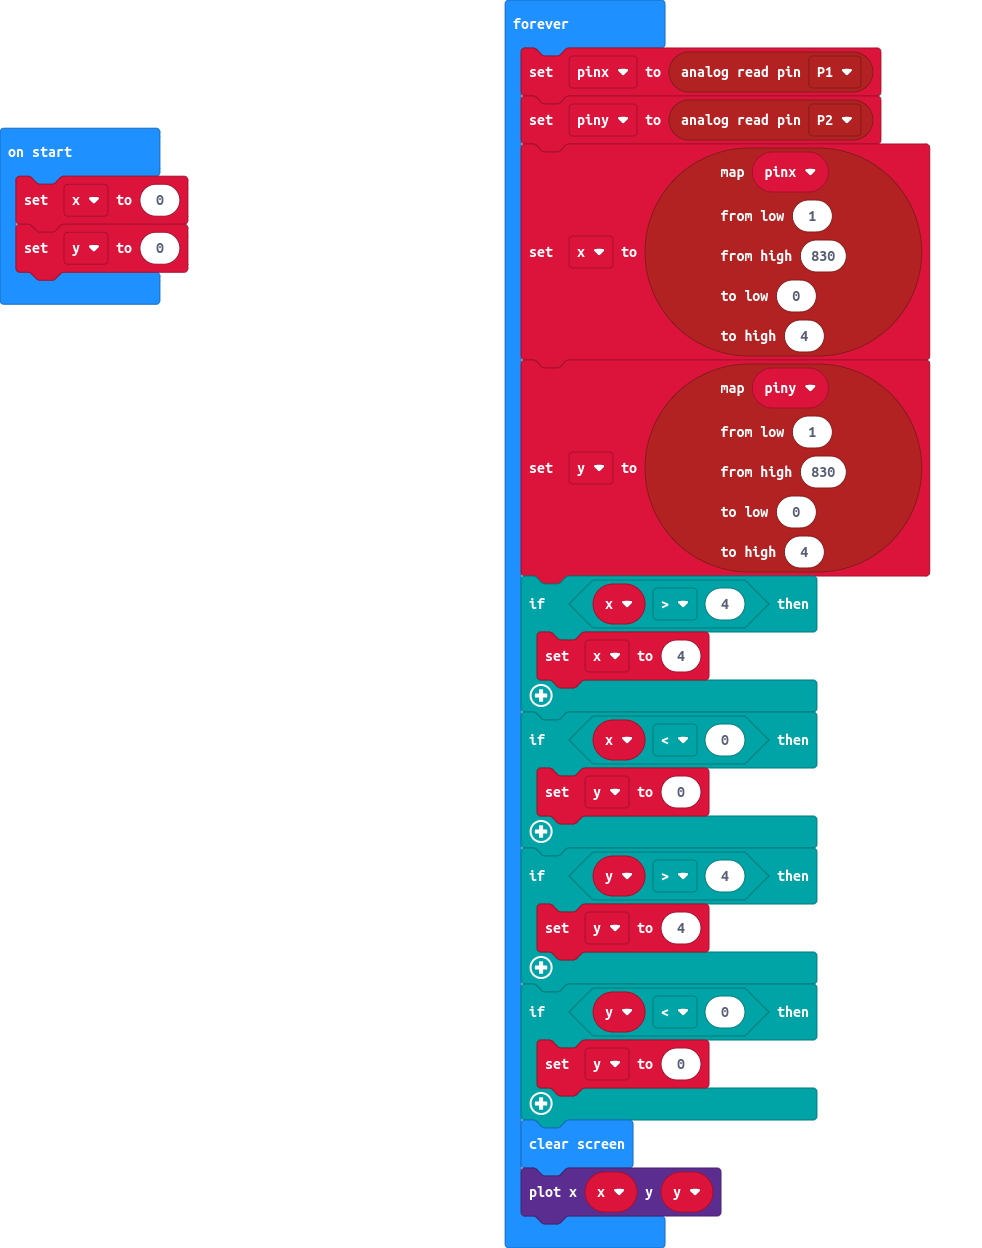 on start
set x to 0
set y to 0
forever
set pinx to analog read pin P1
set piny to analog read pin P2
map pinx
from low 1
set x to from high 830
to low 0
to high 4
map piny
from low 1
set y to from high 830
to low 0
to high 4
if x > 4 then
set x to 4
if x < 0 then
set y to 0
if y > 4 then
set y to 4
if y < 0 then
set y to 0
clear screen
plot x x y y